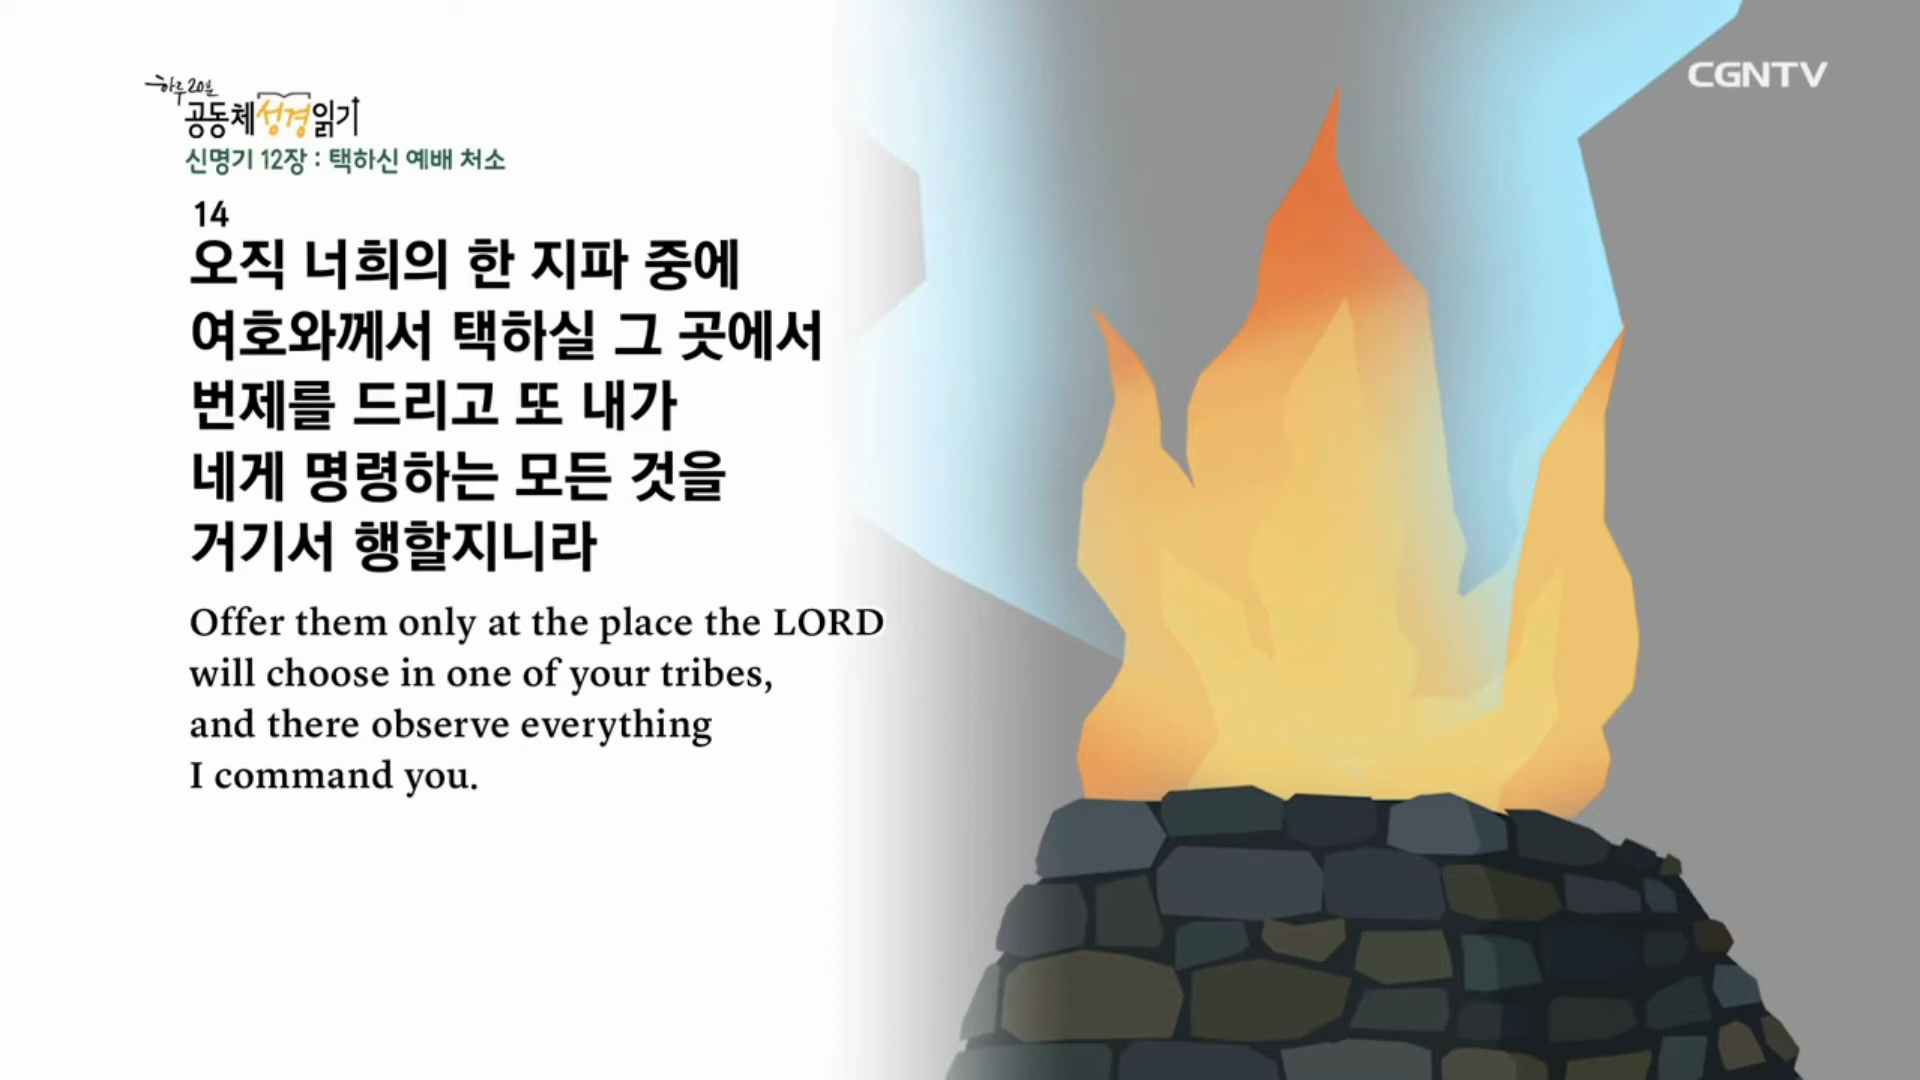 하루 20분
공동체성경읽기
CGNTV
신명기 12장 : 택하신 예배 처소
14
오직 너희의 한 지파 중에
여호와께서 택하실 그 곳에서
번제를 드리고 또 내가
네게 명령하는 모든 것을
거기서 행할지니라
Offer them only at the place the LORD
will choose in one of your tribes,
and there observe everything
I command you.